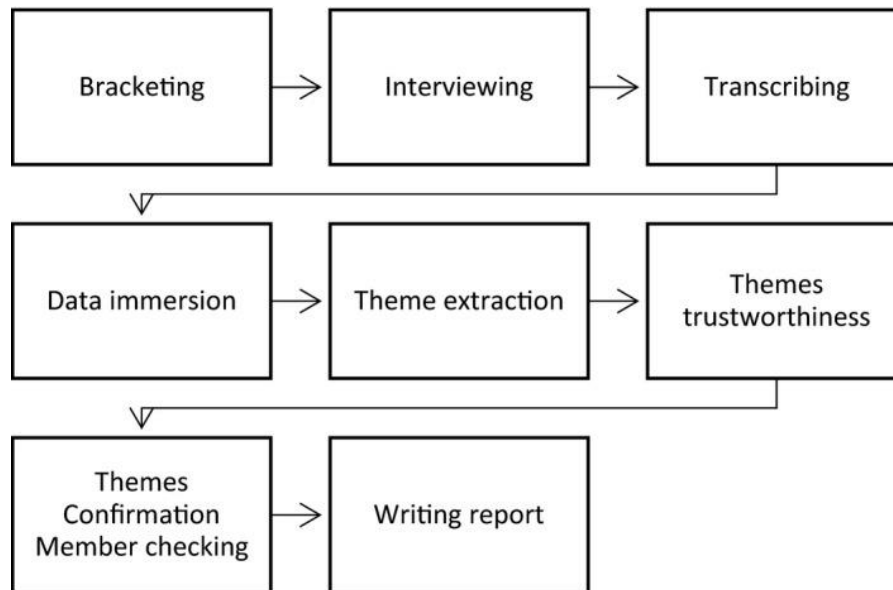 Bracketing
Interviewing
Transcribing
Data immersion
Theme extraction
Themes
trustworthiness
Themes
Confirmation
Member checking
Writing report